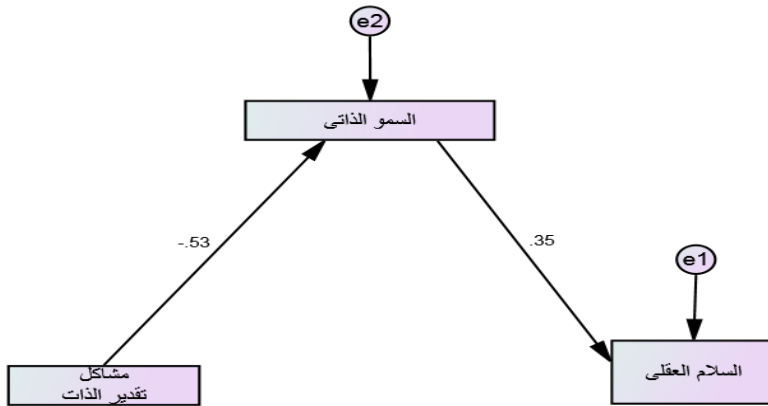 e2
السمو الذاتى
-.53
.35
e1
السلام العقلى
مشاكل
تقدير الذات